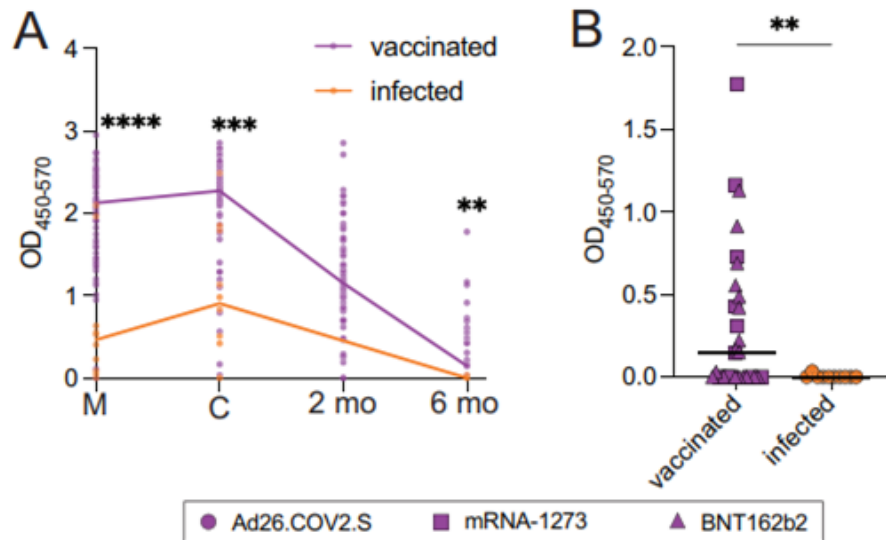 A
B
vaccinated
infected
****
***
**
**
OD450-570
4
3
2
1
0
M
C
2 mo
6 mo
OD450-570
2.0
1.5
1.0
0.5
0.0
vaccinated
infected
Ad26.COV2.S
mRNA-1273
BNT162b2